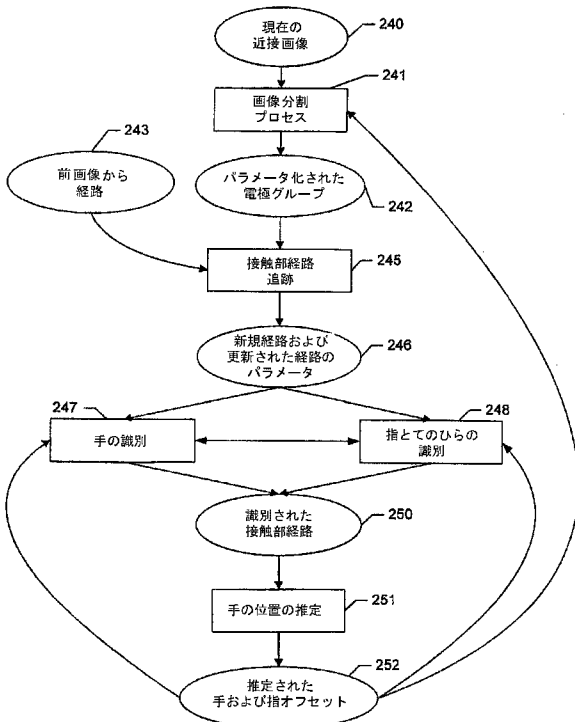 現在の
近接画像
240
241
画像分割
プロセス
243
前画像から
経路
パラメータ化された
電極グループ
242
接触部経路
追跡
245
新規経路および
更新された経路の
パラメータ
246
247
手の識別
248
指とてのひらの
識別
識別された
接触部経路
250
手の位置の推定
251
252
推定された
手および指オフセット